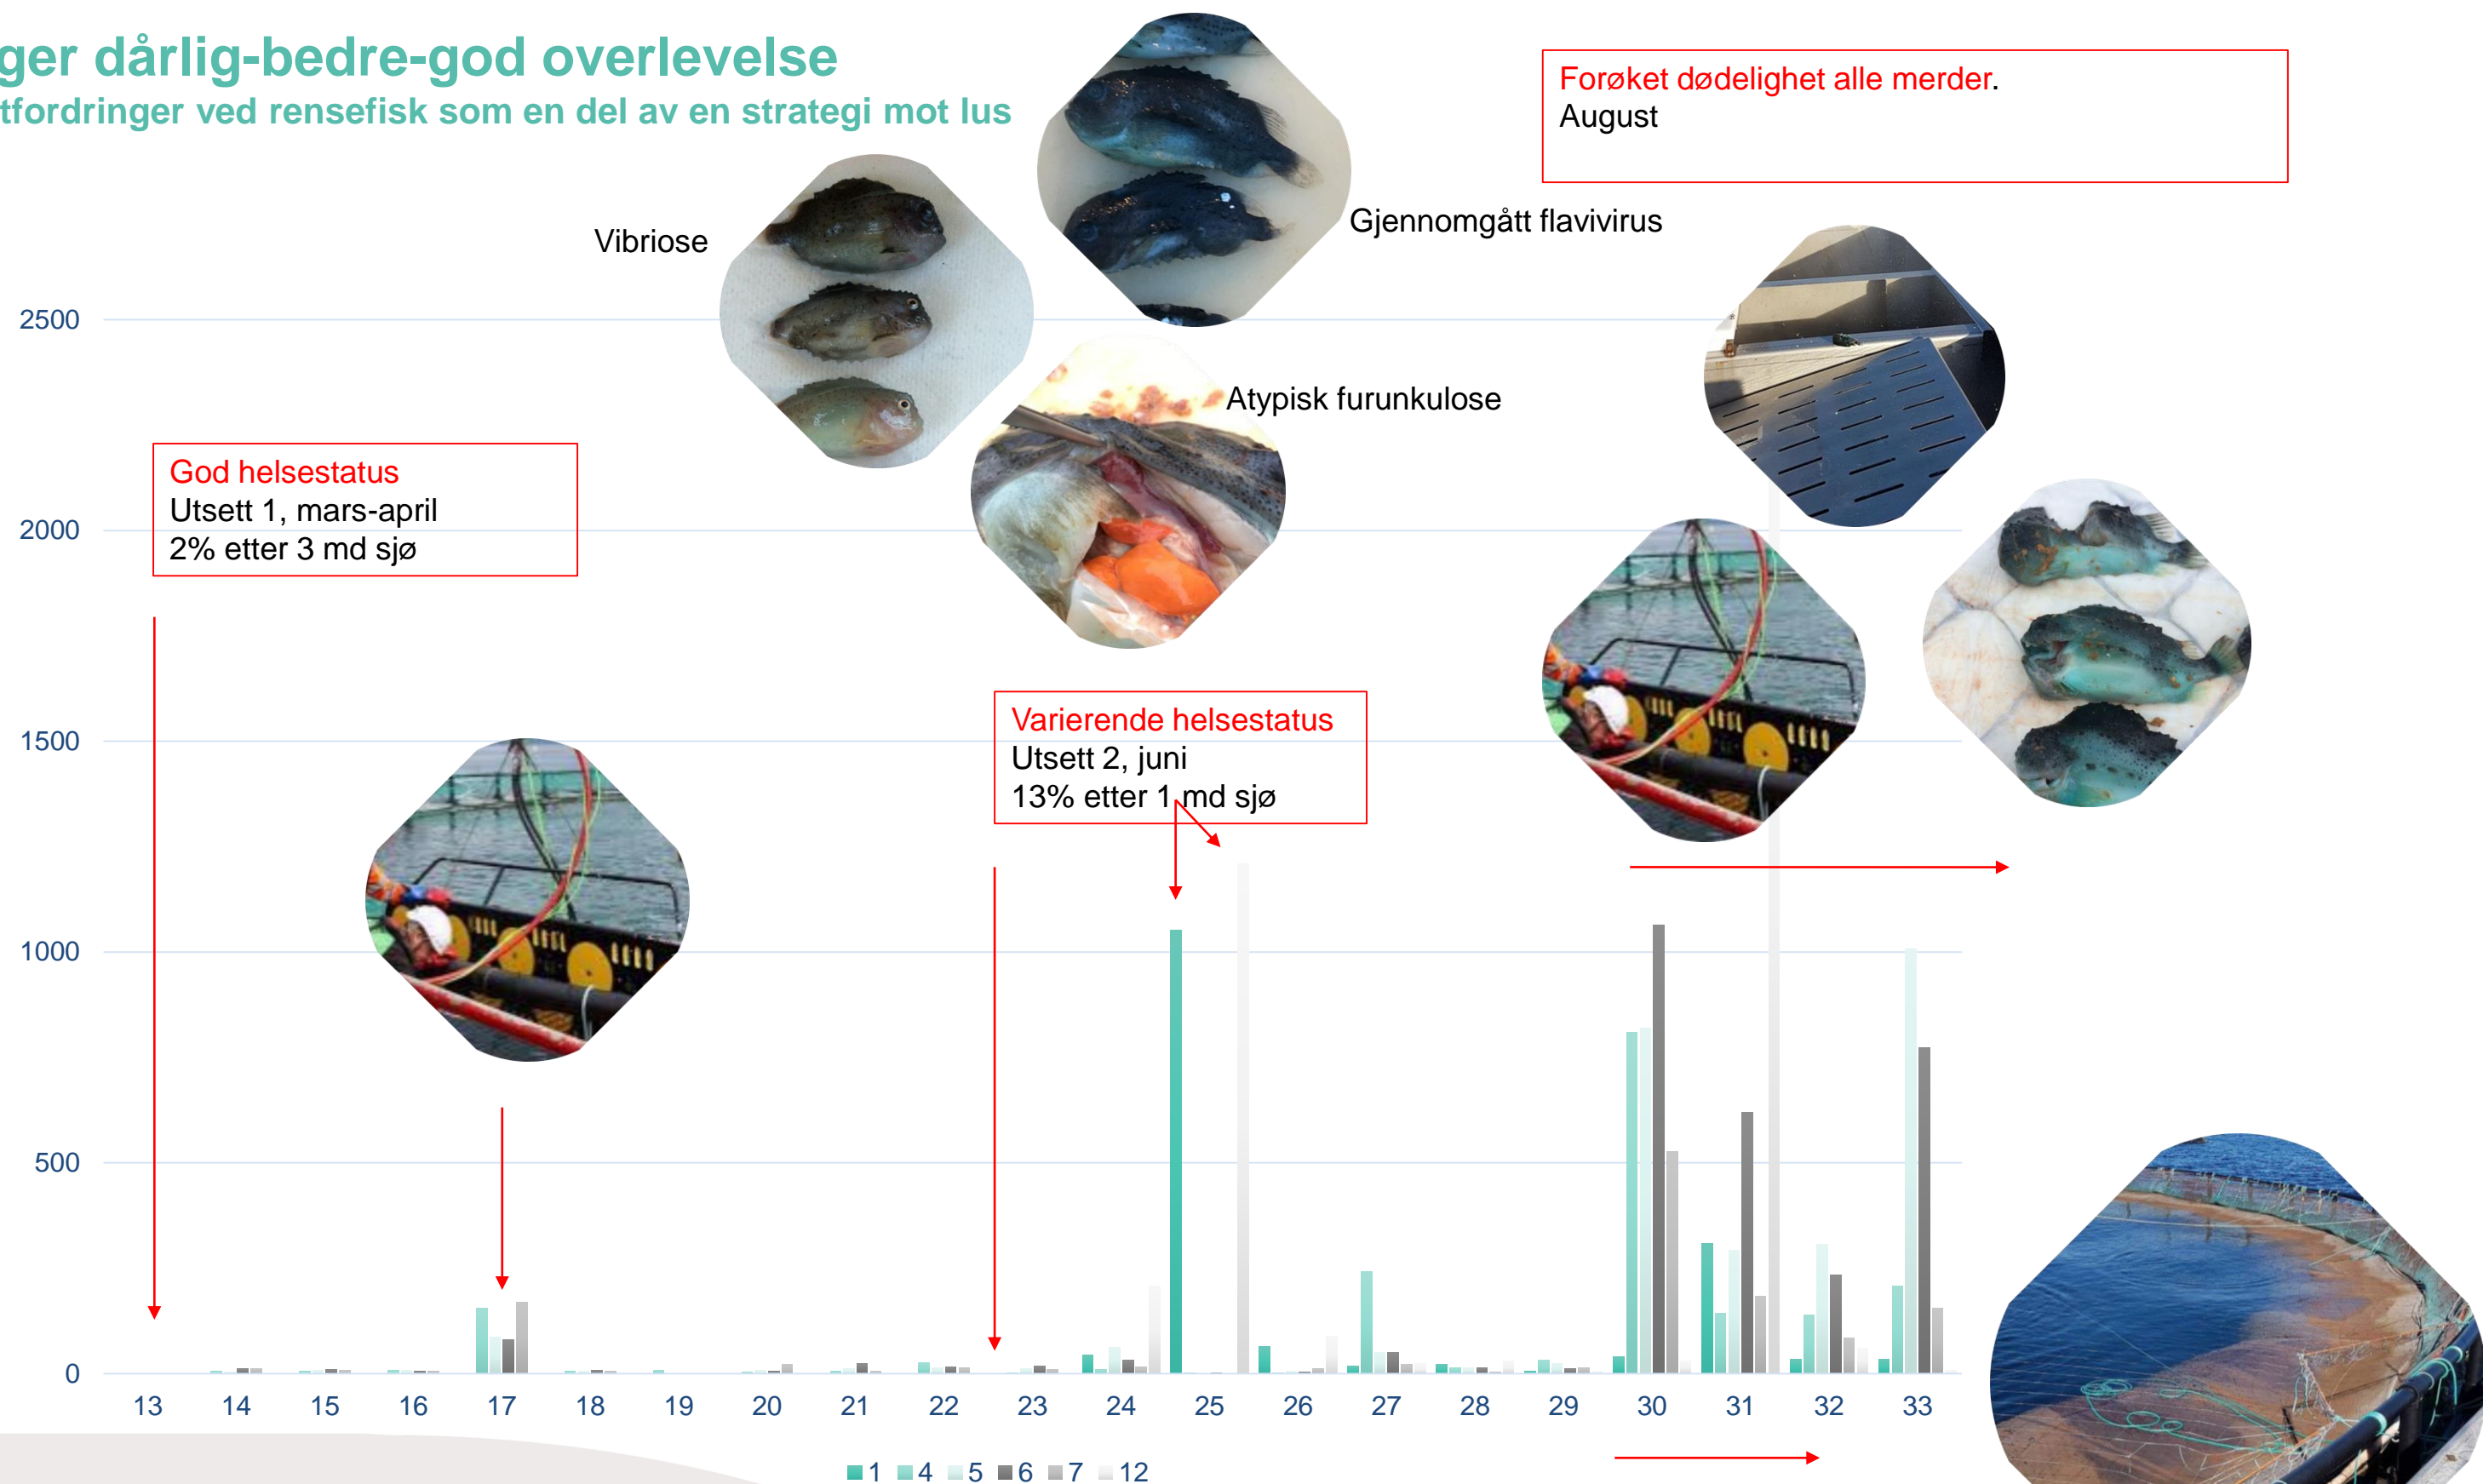 ger dårlig-bedre-god overlevelse
tfordringer ved rensefisk som en del av en strategi mot lus
Forøket dødelighet alle merder.
August
Vibriose
Gjennomgått flavivirus
Atypisk furunkulose
God helsestatus
Utsett 1, mars-april
2% etter 3 md sjø
Varierende helsestatus
Utsett 2, juni
13% etter 1 md sjø
2500
2000
1500
1000
500
0
13 14 15 16 17 18 19 20 21 22 23 24 25 26 27 28 29 30 31 32 33
1 4 5 6 7 12